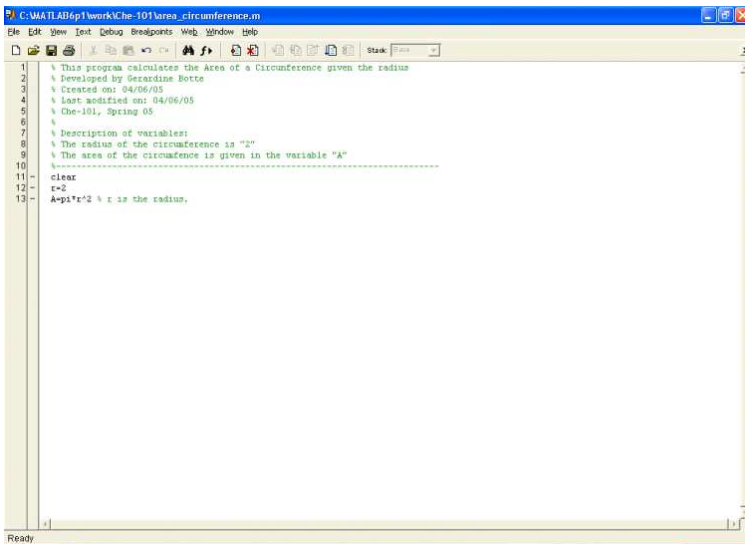 C:\MATLAB6p1\work\Che-101\area_circumference.m
File Edit View Text Debug Breakpoints Web Window Help
Stack: Base
1 % This program calculates the Area of a Circunference given the radius
2 % Developed by Gerardine Botte
3 % Created on: 04/06/05
4 % Last modified on: 04/06/05
5 % Che-101, Spring 05
6 %
7 % Description of variables:
8 % The radius of the circumference is "2"
9 % The area of the circumfence is given in the variable "A"
10 %------------------------------------------------------------------------
11 - clear
12 - r=2
13 - A=pi*r^2 % r is the radius.
Ready